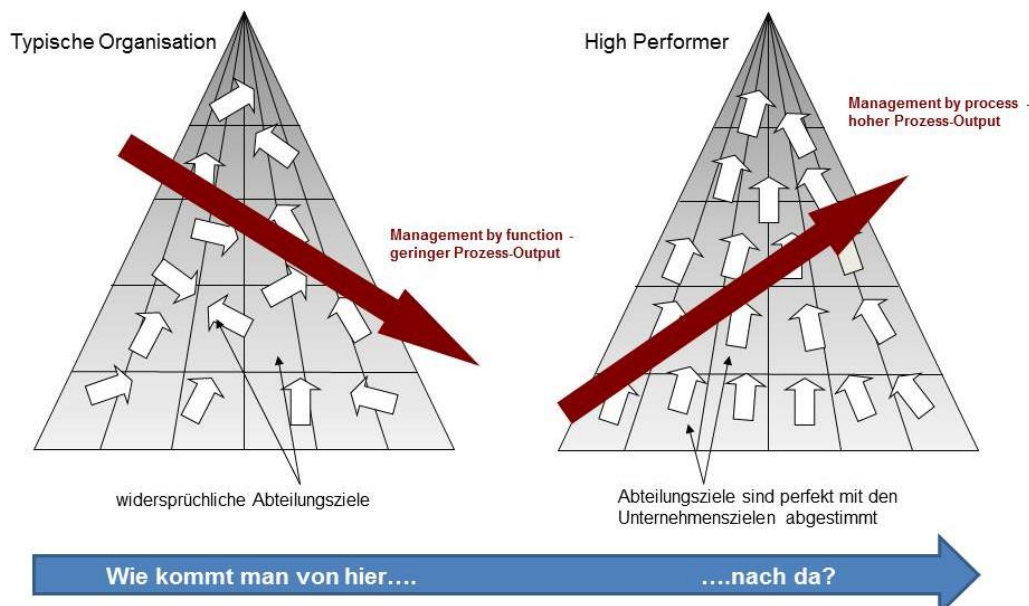 Typische Organisation
Management by function -
geringer Prozess-Output
widersprüchliche Abteilungsziele
High Performer
Management by process -
hoher Prozess-Output
Abteilungsziele sind perfekt mit den
Unternehmenszielen abgestimmt
Wie kommt man von hier…. ….nach da?